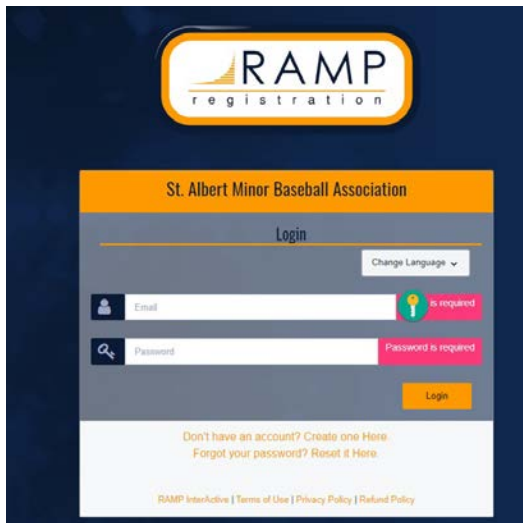 RAMP
registration
St. Albert Minor Baseball Association
Login
Change Language
Email
is required
Password
Password is required
Login
Don't have an account? Create one Here.
Forgot your password? Reset it Here.
RAMP InterActive | Terms of Use | Privacy Policy | Refund Policy